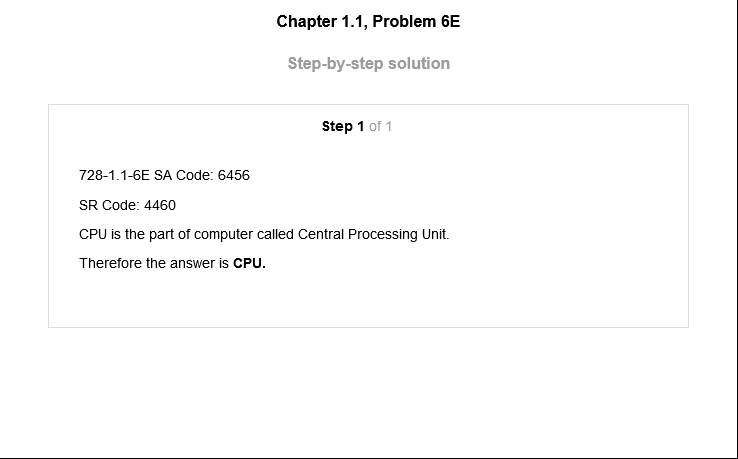 Chapter 1.1, Problem 6E
Step-by-step solution
Step 1 of 1
728-1.1-6E SA Code: 6456
SR Code: 4460
CPU is the part of computer called Central Processing Unit.
Therefore the answer is CPU.